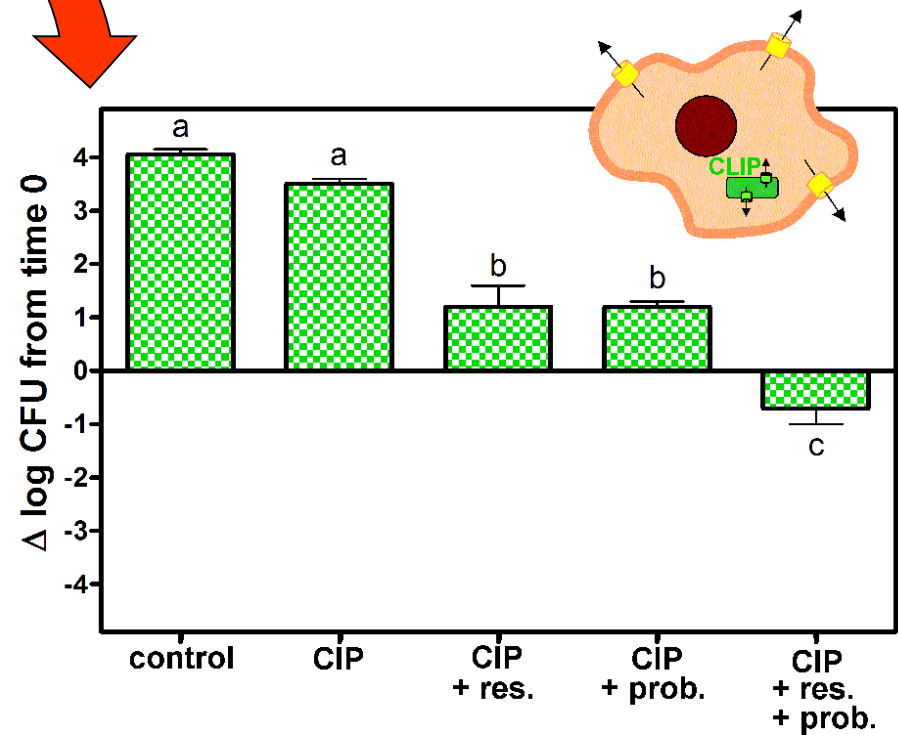 CLIP
Δ log CFU from time 0
4
3
2
1
0
-1
-2
-3
-4
a
a
b
b
c
control
CIP
CIP
+ res.
CIP
+ prob.
CIP
+ res.
+ prob.